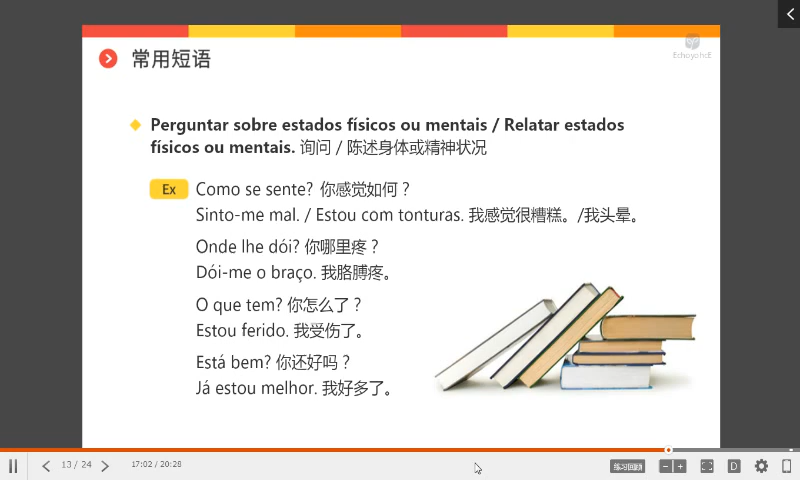 常用短语
EchoyohcE
Perguntar sobre estados físicos ou mentais / Relatar estados
físicos ou mentais. 询问 / 陈述身体或精神状况
Ex Como se sente? 你感觉如何？
Sinto-me mal. / Estou com tonturas. 我感觉很糟糕。/我头晕。
Onde lhe dói? 你哪里疼？
Dói-me o braço. 我胳膊疼。
O que tem? 你怎么了？
Estou ferido. 我受伤了。
Está bem? 你还好吗？
Já estou melhor. 我好多了。
13 / 24 17:02 / 20:28 练习回顾 D